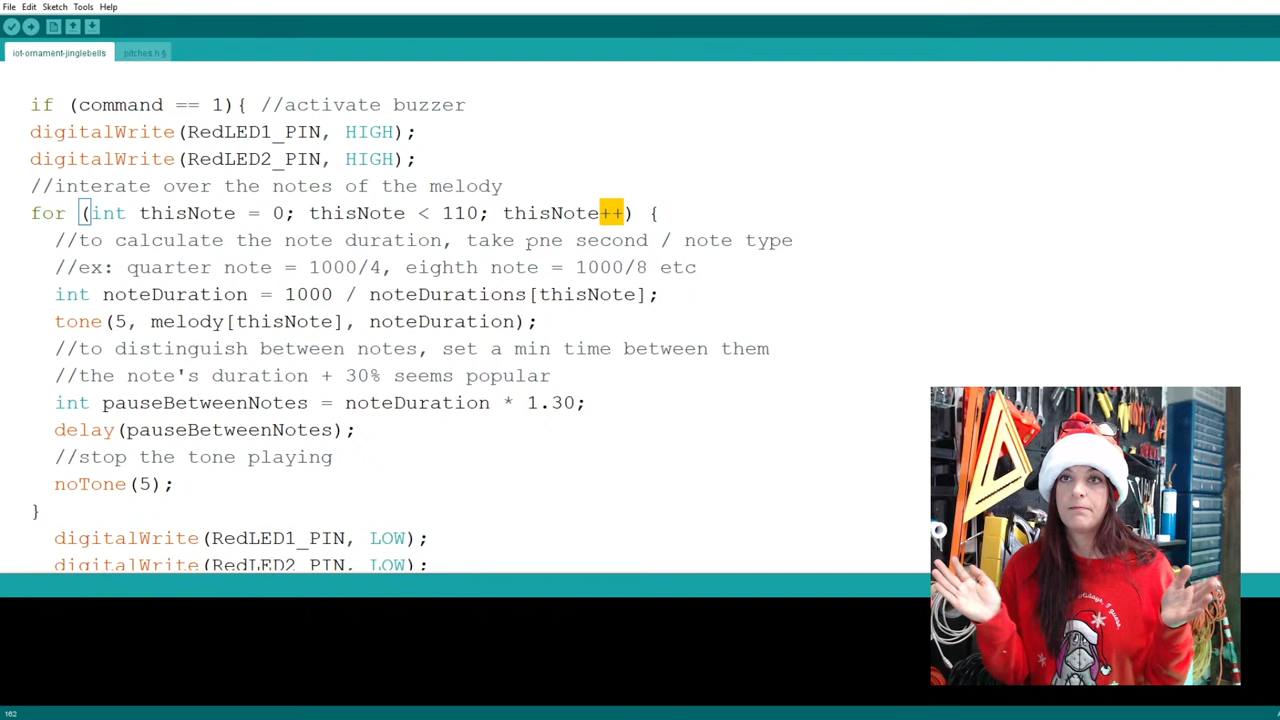 File Edit Sketch Tools Help
iot-ornament-jinglebells pitches.h §
if (command == 1){ //activate buzzer
digitalWrite(RedLED1_PIN, HIGH);
digitalWrite(RedLED2_PIN, HIGH);
//interate over the notes of the melody
for (int thisNote = 0; thisNote < 110; thisNote++) {
//to calculate the note duration, take pne second / note type
//ex: quarter note = 1000/4, eighth note = 1000/8 etc
int noteDuration = 1000 / noteDurations[thisNote];
tone(5, melody[thisNote], noteDuration);
//to distinguish between notes, set a min time between them
//the note's duration + 30% seems popular
int pauseBetweenNotes = noteDuration * 1.30;
delay(pauseBetweenNotes);
//stop the tone playing
noTone(5);
}
digitalWrite(RedLED1_PIN, LOW);
digitalWrite(RedLED2_PIN, LOW);
holidays, I guess.
162